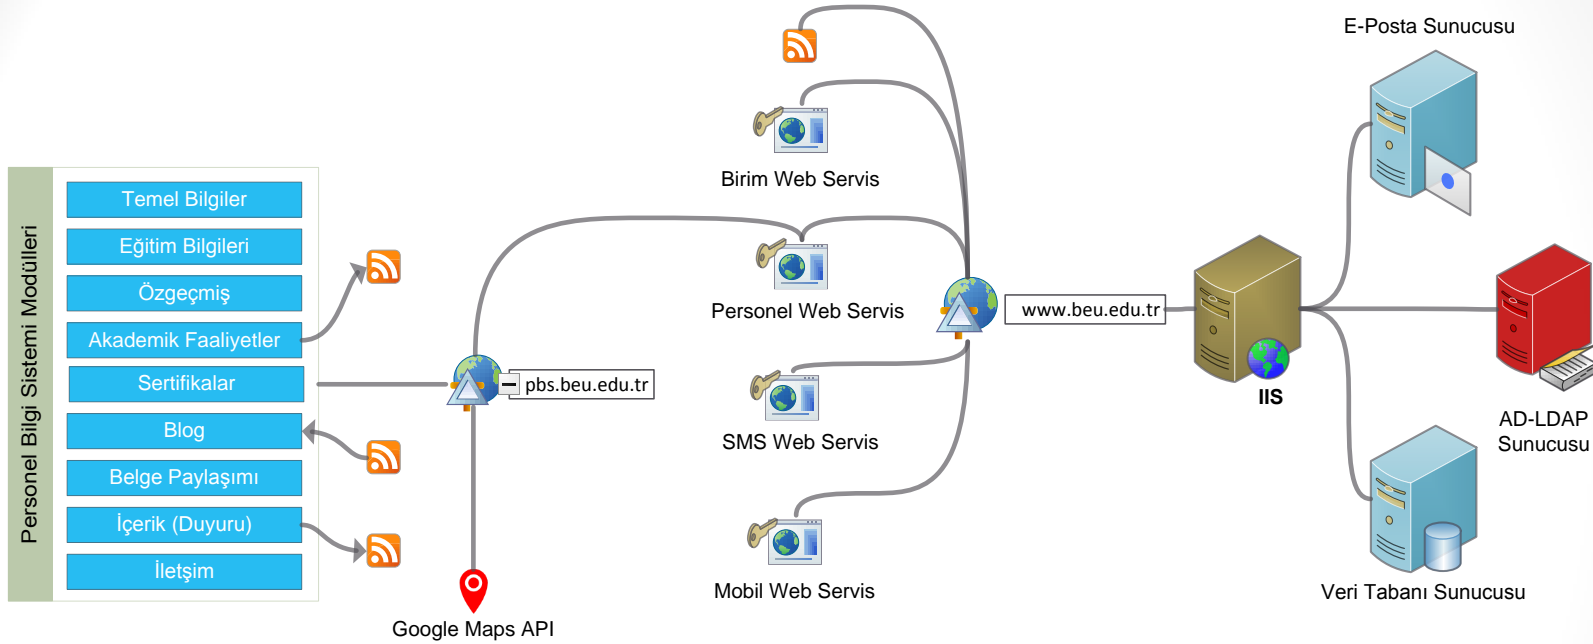 Personel Bilgi Sistemi Modülleri
Temel Bilgiler
Eğitim Bilgileri
Özgeçmiş
Akademik Faaliyetler
Sertifikalar
Blog
Belge Paylaşımı
İçerik (Duyuru)
İletşim
pbs.beu.edu.tr
Google Maps API
Birim Web Servis
Personel Web Servis
SMS Web Servis
Mobil Web Servis
www.beu.edu.tr
IIS
E-Posta Sunucusu
AD-LDAP
Sunucusu
Veri Tabanı Sunucusu